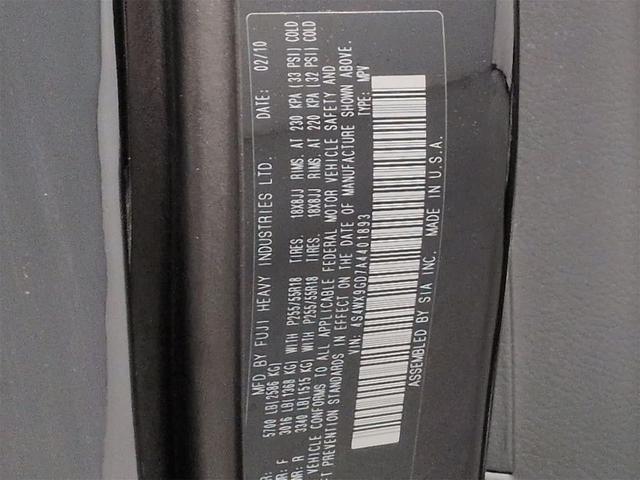 MFD.BY FUJI HEAVY INDUSTRIES LTD. DATE: 02/10
5700 LB(2586 KG)
F 3016 LB(1368 KG) WITH P255/55R18 TIRES. 18X8JJ RIMS. AT 230 KPA (33 PSI) COLD
WR: R 3340 LB(1515 KG) WITH P255/55R18 TIRES. 18X8JJ RIMS. AT 220 KPA (32 PSI) COLD
VEHICLE CONFORMS TO ALL APPLICABLE FEDERAL MOTOR VEHICLE SAFETY AND
PREVENTION STANDARDS IN EFFECT ON THE DATE OF MANUFACTURE SHOWN ABOVE.
VIN: 4S4WX9GD7A4401893 TYPE: MPV
ASSEMBLED BY SIA INC. MADE IN U.S.A.